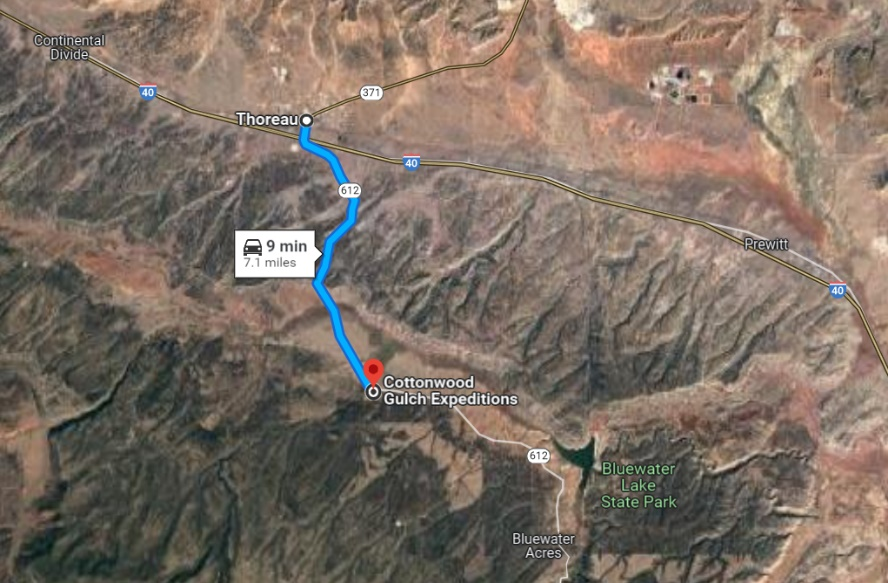 Continental
Divide
40
371
Thoreau
40
612
9 min
7.1 miles
Prewitt
40
Cottonwood
Gulch Expeditions
612
Bluewater
Lake
State Park
Bluewater
Acres